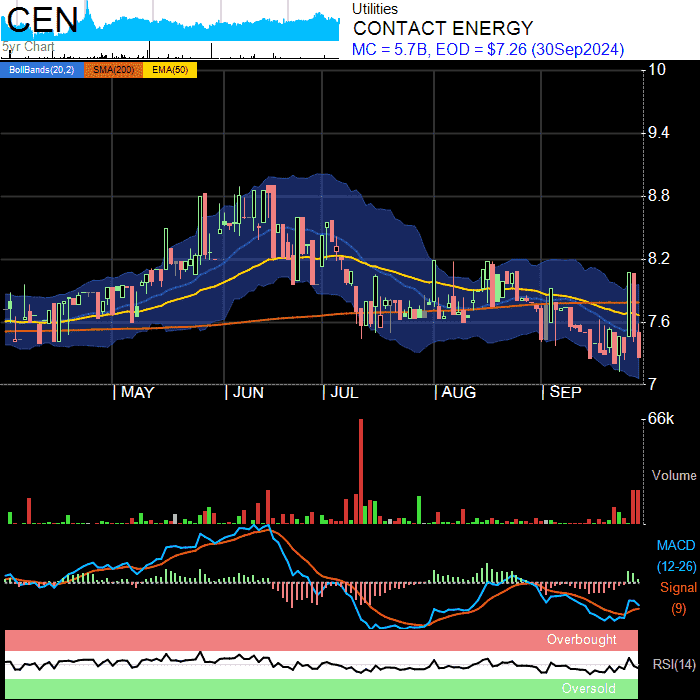 CEN
5yr Chart
Utilities
CONTACT ENERGY
MC = 5.7B, EOD = $7.26 (30Sep2024)
BollBands(20,2) SMA(200) EMA(50)
10
9.4
8.8
8.2
7.6
7
MAY JUN JUL AUG SEP
66k
Volume
MACD
(12-26)
Signal
(9)
Overbought
RSI(14)
Oversold